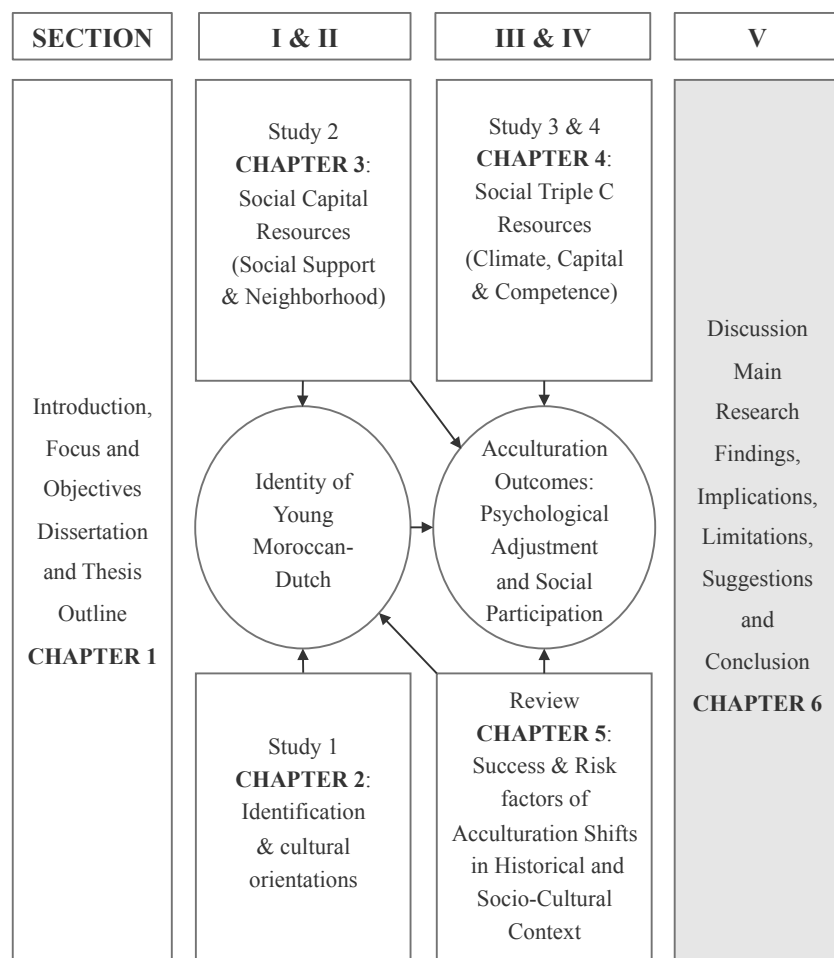 SECTION
I & II
III & IV
V
Introduction,
Focus and
Objectives
Dissertation
and Thesis
Outline
CHAPTER 1
Study 2
CHAPTER 3:
Social Capital
Resources
(Social Support
& Neighborhood)
Identity of
Young
Moroccan-
Dutch
Study 1
CHAPTER 2:
Identification
& cultural
orientations
Study 3 & 4
CHAPTER 4:
Social Triple C
Resources
(Climate, Capital
& Competence)
Acculturation
Outcomes:
Psychological
Adjustment
and Social
Participation
Review
CHAPTER 5:
Success & Risk
factors of
Acculturation Shifts
in Historical and
Socio-Cultural
Context
Discussion
Main
Research
Findings,
Implications,
Limitations,
Suggestions
and
Conclusion
CHAPTER 6